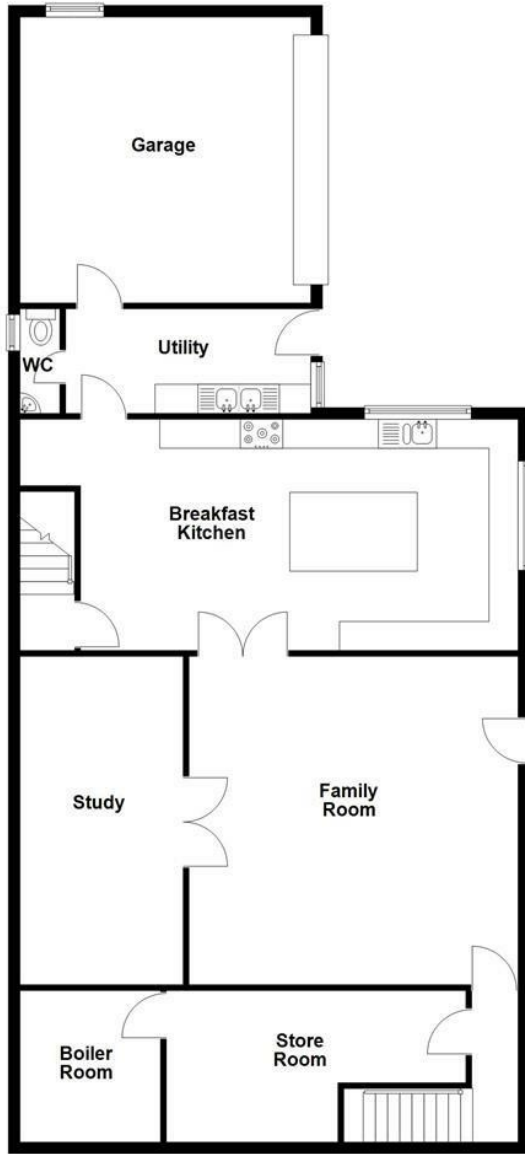 Garage
Utility
WC
Breakfast
Kitchen
Study
Family
Room
Boiler
Room
Store
Room